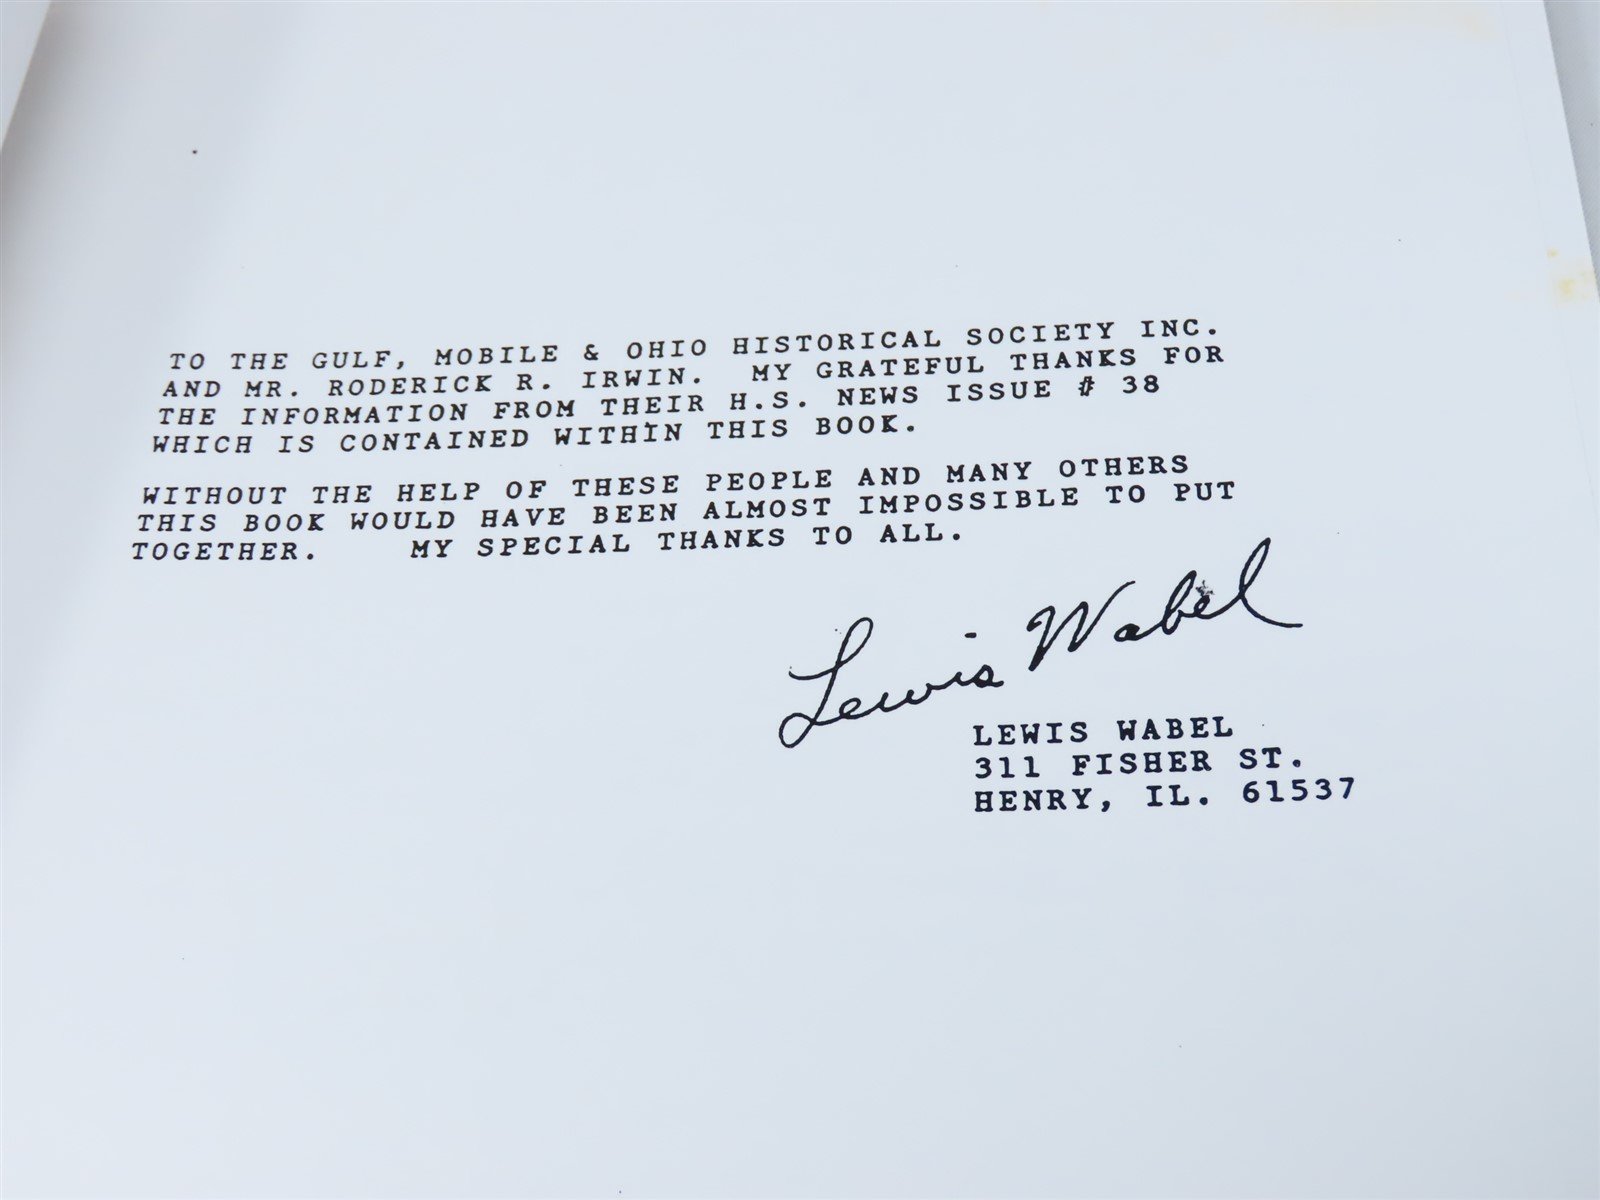 TO THE GULF, MOBILE & OHIO HISTORICAL SOCIETY INC.
AND MR. RODERICK R. IRWIN. MY GRATEFUL THANKS FOR
THE INFORMATION FROM THEIR H.S. NEWS ISSUE # 38
WHICH IS CONTAINED WITHIN THIS BOOK.
WITHOUT THE HELP OF THESE PEOPLE AND MANY OTHERS
THIS BOOK WOULD HAVE BEEN ALMOST IMPOSSIBLE TO PUT
TOGETHER. MY SPECIAL THANKS TO ALL.
Lewis Wabel
LEWIS WABEL
311 FISHER ST.
HENRY, IL. 61537